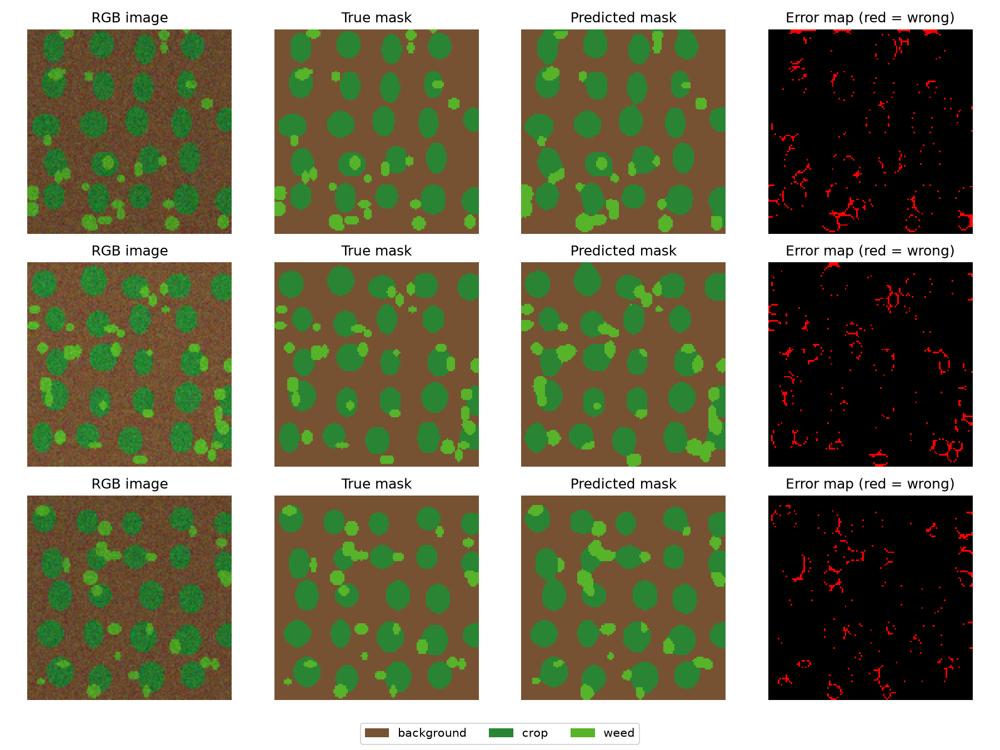 RGB image True mask Predicted mask Error map (red = wrong)
RGB image True mask Predicted mask Error map (red = wrong)
RGB image True mask Predicted mask Error map (red = wrong)
background crop weed